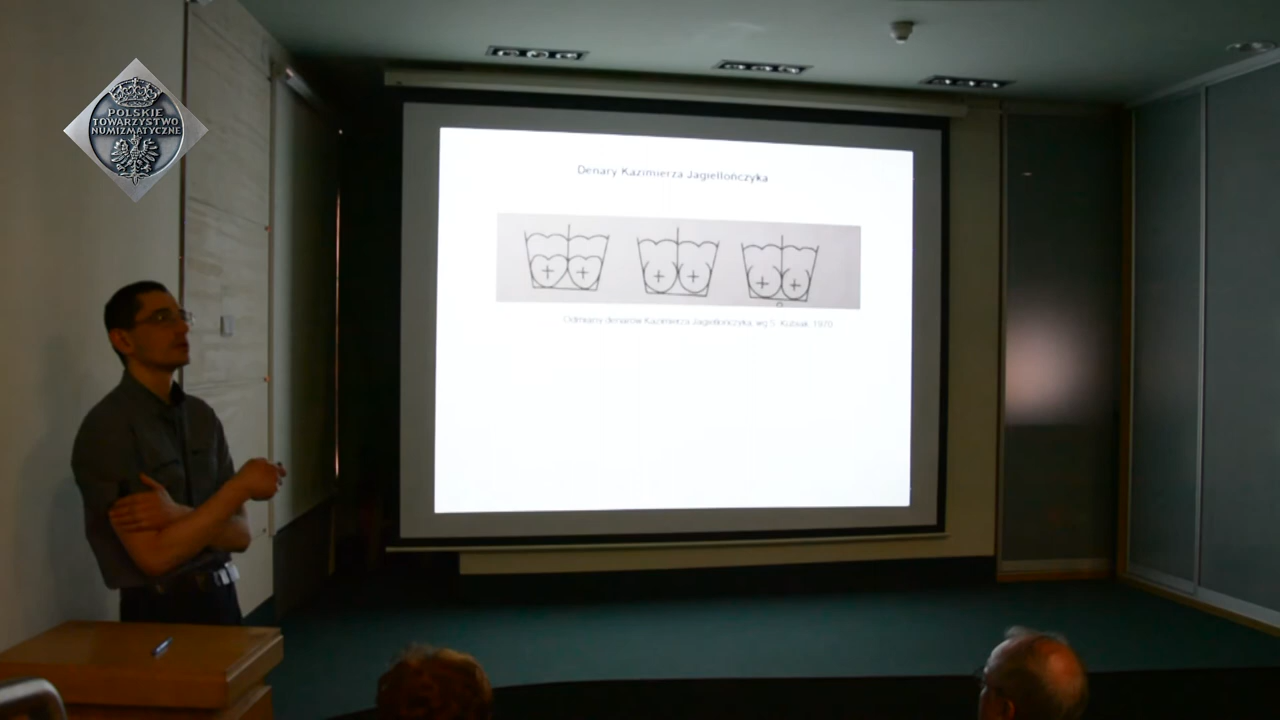 POLSKIE
TOWARZYSTWO
NUMIZMATYCZNE
Denary Kazimierza Jagiellończyka
Odmiany denarów Kazimierza Jagiellończyka, wg S. Kubiak, 1970